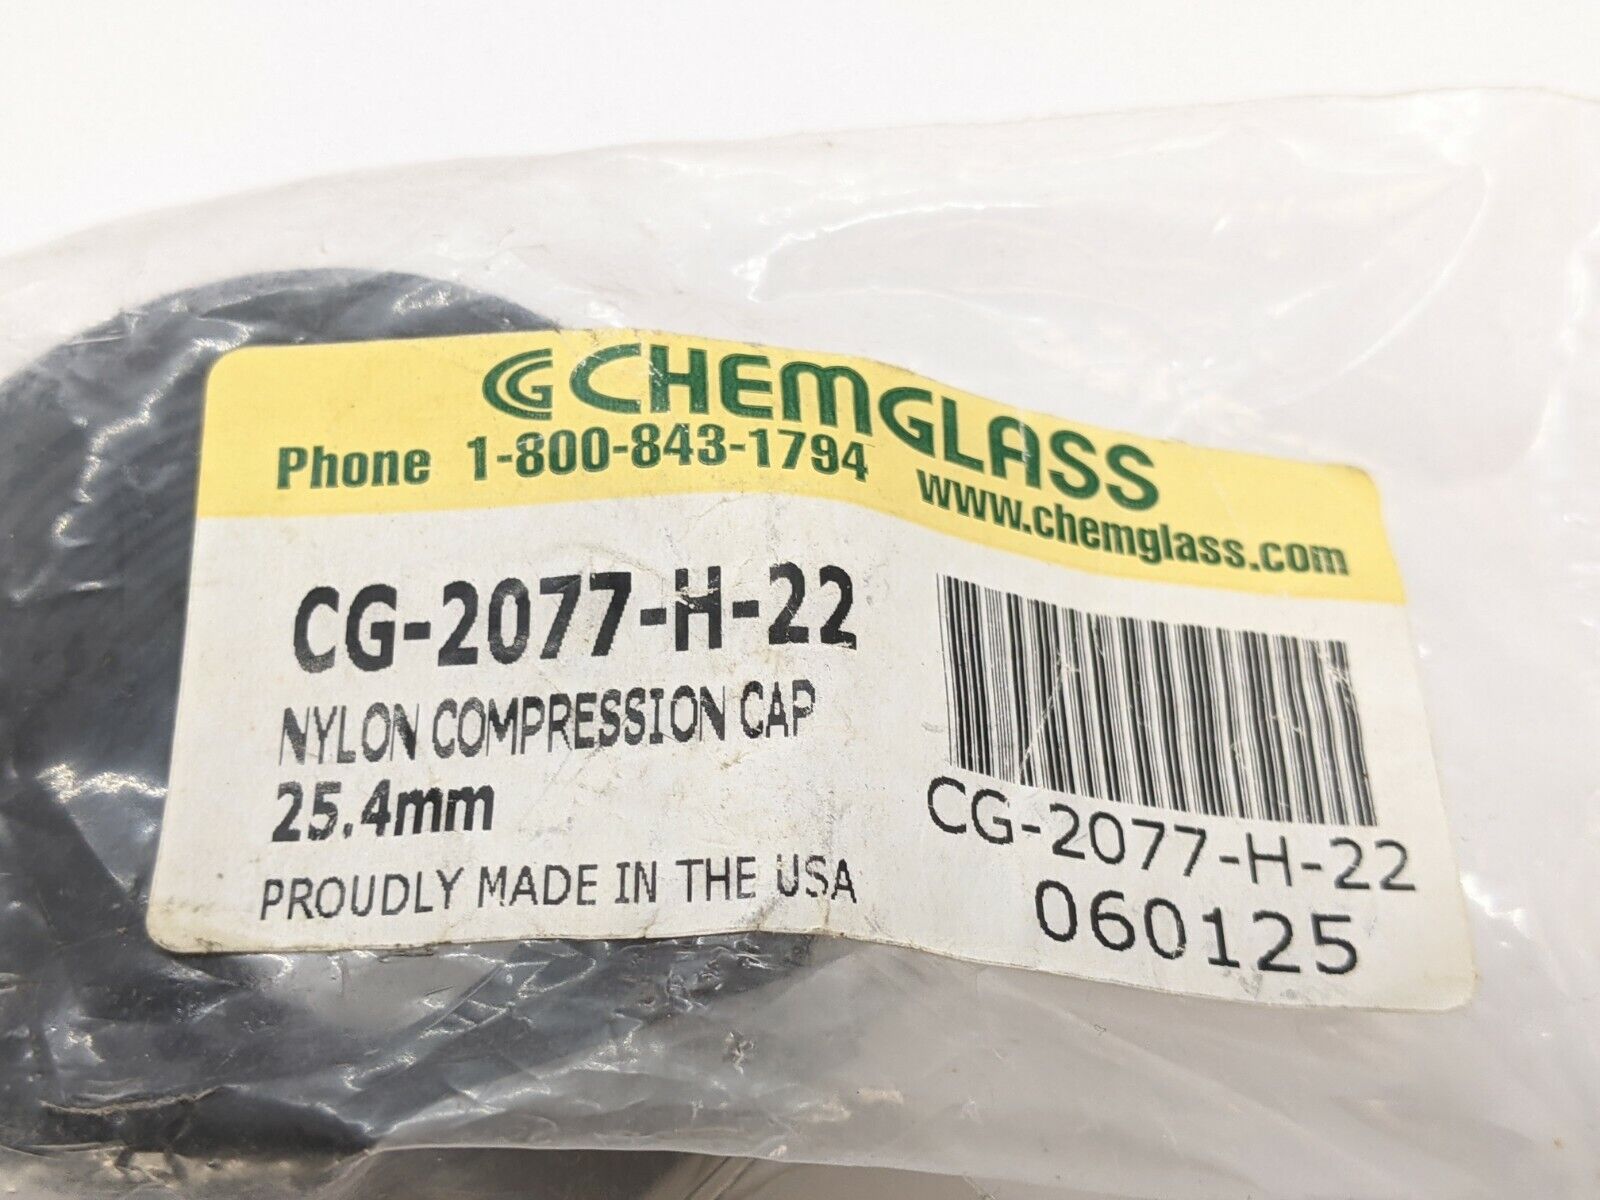 CG CHEMGLASS
Phone 1-800-843-1794 www.chemglass.com
CG-2077-H-22
NYLON COMPRESSION CAP
25.4mm
PROUDLY MADE IN THE USA
CG-2077-H-22
060125